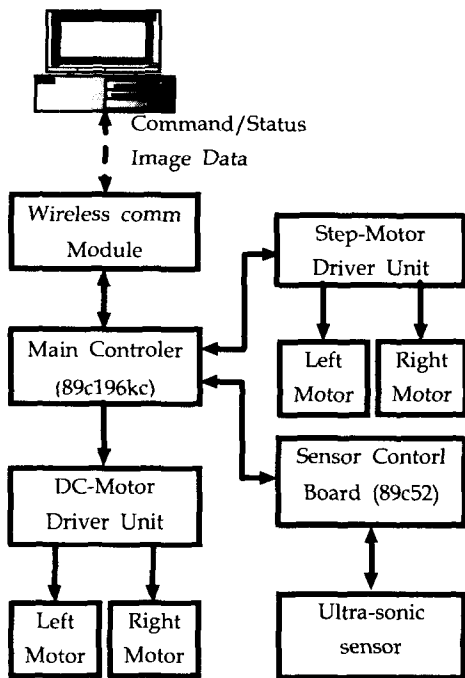 Command/Status
Image Data
Wireless comm
Module
Step-Motor
Driver Unit
Main Controler
(89c196kc)
Left
Motor
Right
Motor
Sensor Contorl
Board (89c52)
DC-Motor
Driver Unit
Left
Motor
Right
Motor
Ultra-sonic
sensor